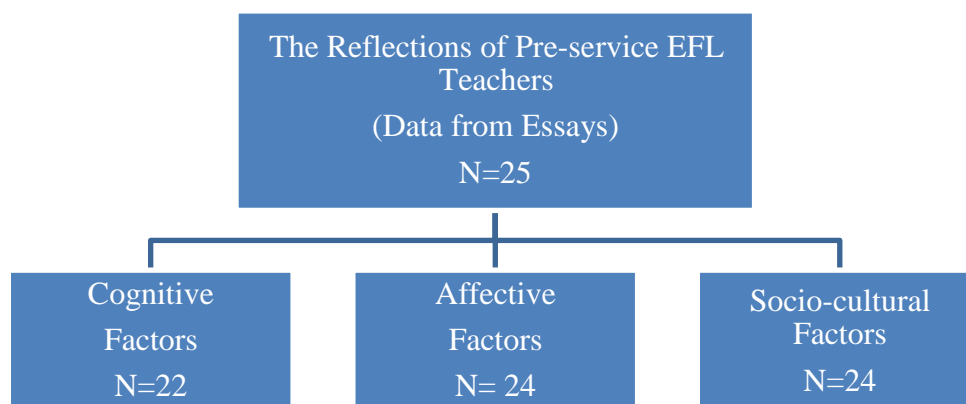 The Reflections of Pre-service EFL
Teachers
(Data from Essays)
N=25
Cognitive
Factors
N=22
Affective
Factors
N= 24
Socio-cultural
Factors
N=24